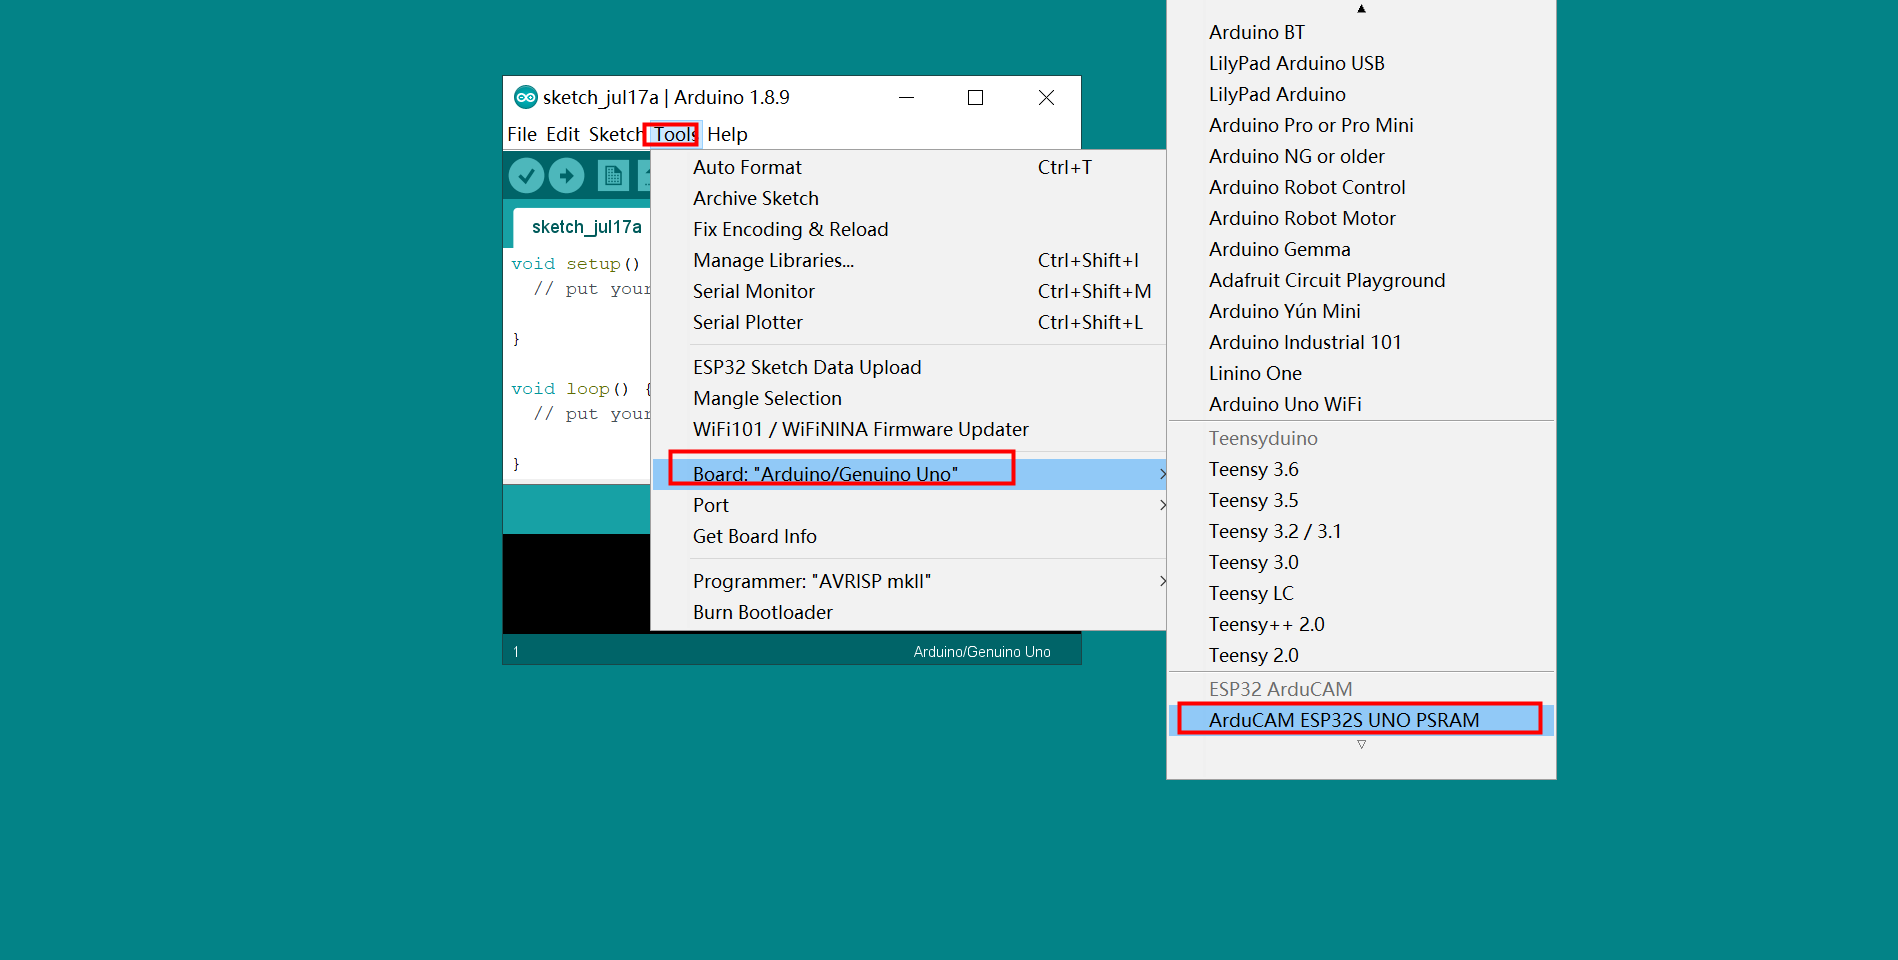 sketch_jul17a | Arduino 1.8.9
File Edit Sketch Tools Help
sketch_jul17a
void setup()
// put your
}
void loop() {
// put your
}
1
Arduino/Genuino Uno
Auto Format Ctrl+T
Archive Sketch
Fix Encoding & Reload
Manage Libraries... Ctrl+Shift+I
Serial Monitor Ctrl+Shift+M
Serial Plotter Ctrl+Shift+L
ESP32 Sketch Data Upload
Mangle Selection
WiFi101 / WiFiNINA Firmware Updater
Board: "Arduino/Genuino Uno"
Port
Get Board Info
Programmer: "AVRISP mkII"
Burn Bootloader
Arduino BT
LilyPad Arduino USB
LilyPad Arduino
Arduino Pro or Pro Mini
Arduino NG or older
Arduino Robot Control
Arduino Robot Motor
Arduino Gemma
Adafruit Circuit Playground
Arduino Yún Mini
Arduino Industrial 101
Linino One
Arduino Uno WiFi
Teensyduino
Teensy 3.6
Teensy 3.5
Teensy 3.2 / 3.1
Teensy 3.0
Teensy LC
Teensy++ 2.0
Teensy 2.0
ESP32 ArduCAM
ArduCAM ESP32S UNO PSRAM